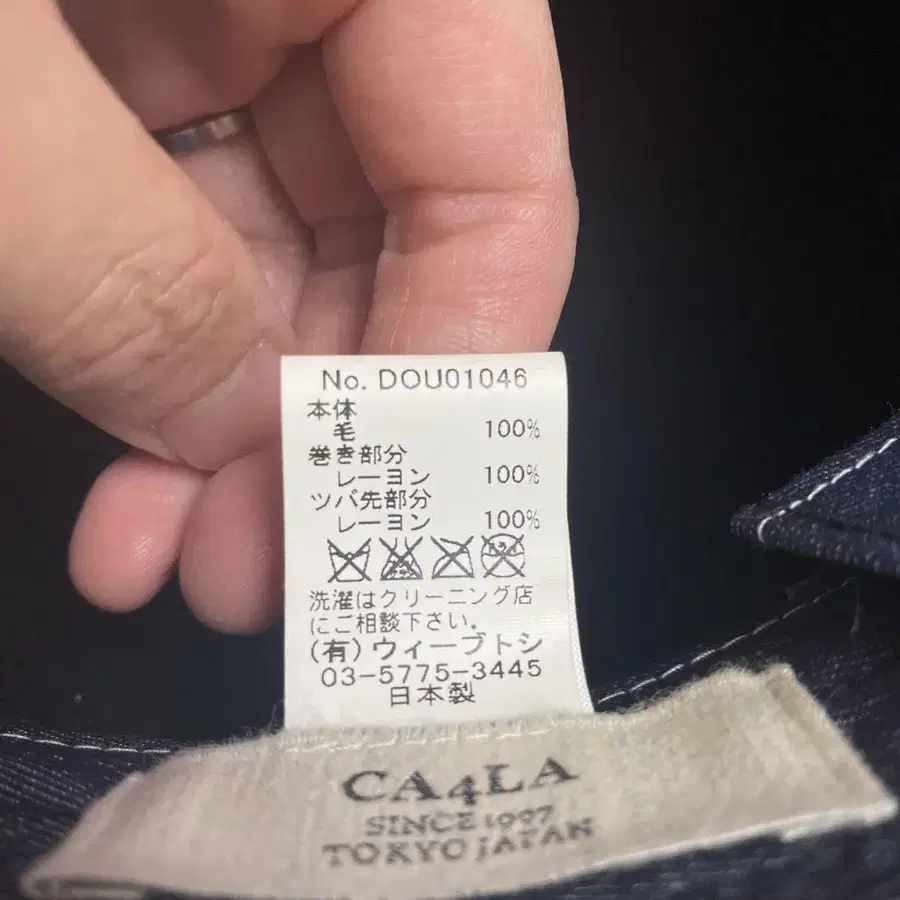 No. DOU01046
本体
毛 100%
巻き部分
レーヨン 100%
ツバ先部分
レーヨン 100%
洗濯はクリーニング店
にご相談下さい。
(有)ウィーブトシ
03-5775-3445
日本製
CA4LA
SINCE 1997
TOKYO JAPAN